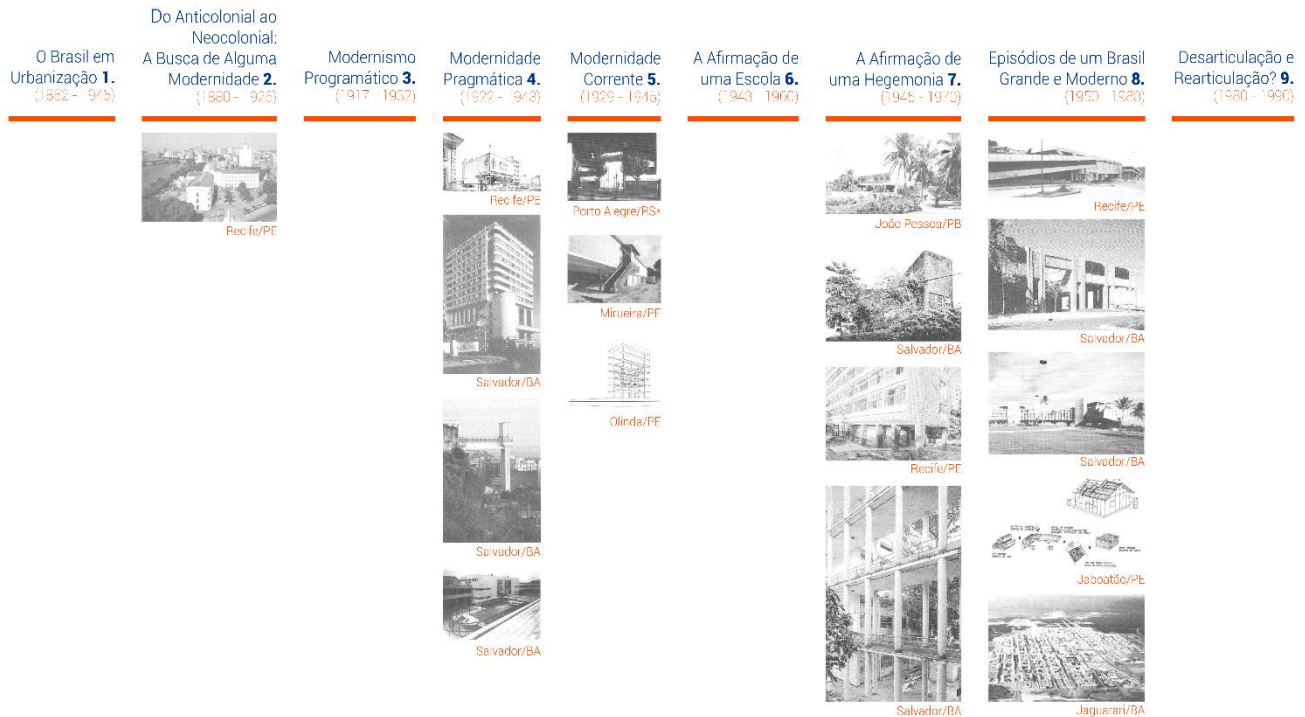 O Brasil em
Urbanização 1.
Do Anticolonial ao
Neocolonial:
A Busca de Alguma
Modernidade 2.
(1880 - 1926)
Recife/PE
Modernismo
Programático 3.
(1917 - 1932)
Modernidade
Pragmática 4.
(1922 - 1943)
Recife/PE
Salvador/BA
Salvador/BA
Salvador/BA
Modernidade
Corrente 5.
(1929 - 1945)
Porto Alegre/RS*
Mirueira/PE
Olinda/PE
A Afirmação de
uma Escola 6.
(1943 - 1960)
A Afirmação de
uma Hegemonia 7.
(1945 - 1970)
João Pessoa/PB
Salvador/BA
Recife/PE
Salvador/BA
Episódios de um Brasil
Grande e Moderno 8.
(1950 - 1980)
Recife/PE
Salvador/BA
Salvador/BA
Jaboatão/PE
Jaguarari/BA
Desarticulação e
Rearticulação? 9.
(1980 - 1990)